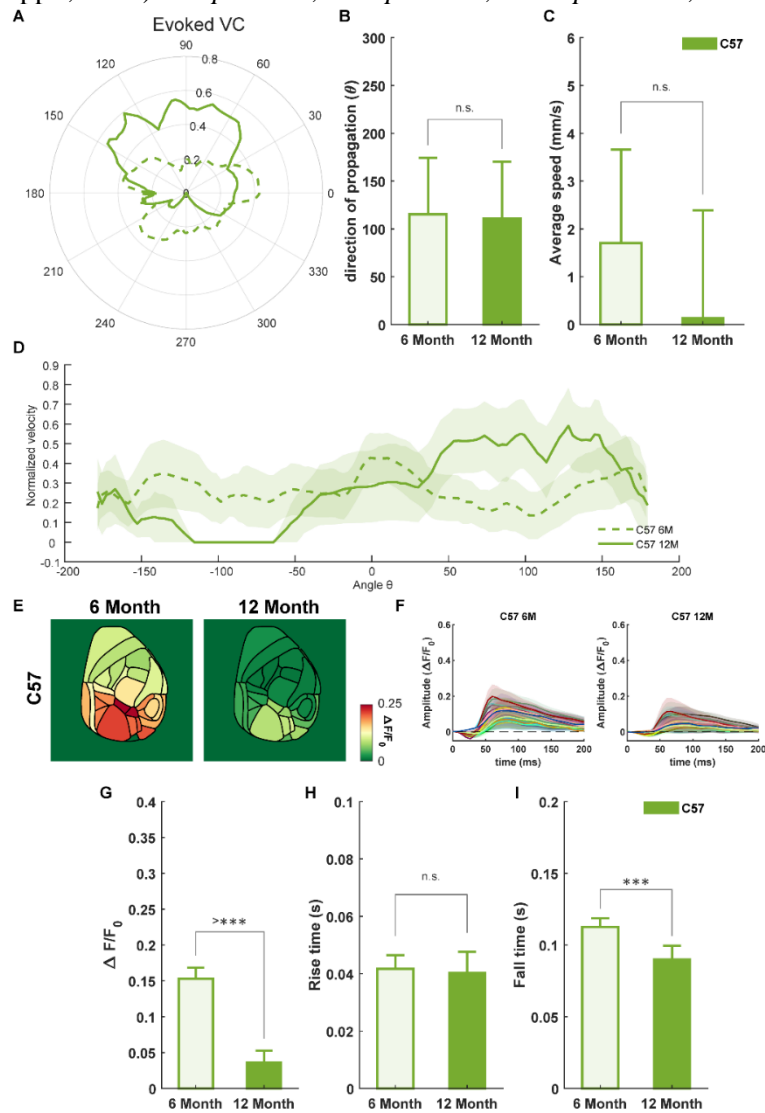 A
Evoked VC
90
120
60
0.8
0.6
150
30
0.4
0.2
180
0
0
210
330
240
300
270
B
300
250
200
150
100
50
0
direction of propagation (θ)
n.s.
6 Month 12 Month
C
C57
6
5
4
3
2
1
0
Average speed (mm/s)
n.s.
6 Month 12 Month
D
0.9
0.8
0.7
0.6
0.5
0.4
0.3
0.2
0.1
0
-0.1
Normalized velocity
C57 6M
C57 12M
-200 -150 -100 -50 0 50 100 150 200
Angle θ
E
6 Month 12 Month
C57
0.25
Δ F/F0
0
F
C57 6M
0.6
0.4
0.2
0
Amplitude (ΔF/F0)
0 50 100 150 200
time (ms)
C57 12M
0.6
0.4
0.2
0
Amplitude (ΔF/F0)
0 50 100 150 200
time (ms)
G
0.4
0.35
0.3
0.25
0.2
0.15
0.1
0.05
0
Δ F/F0
>***
6 Month 12 Month
H
0.1
0.08
0.06
0.04
0.02
0
Rise time (s)
n.s.
6 Month 12 Month
I
C57
0.2
0.15
0.1
0.05
0
Fall time (s)
***
6 Month 12 Month